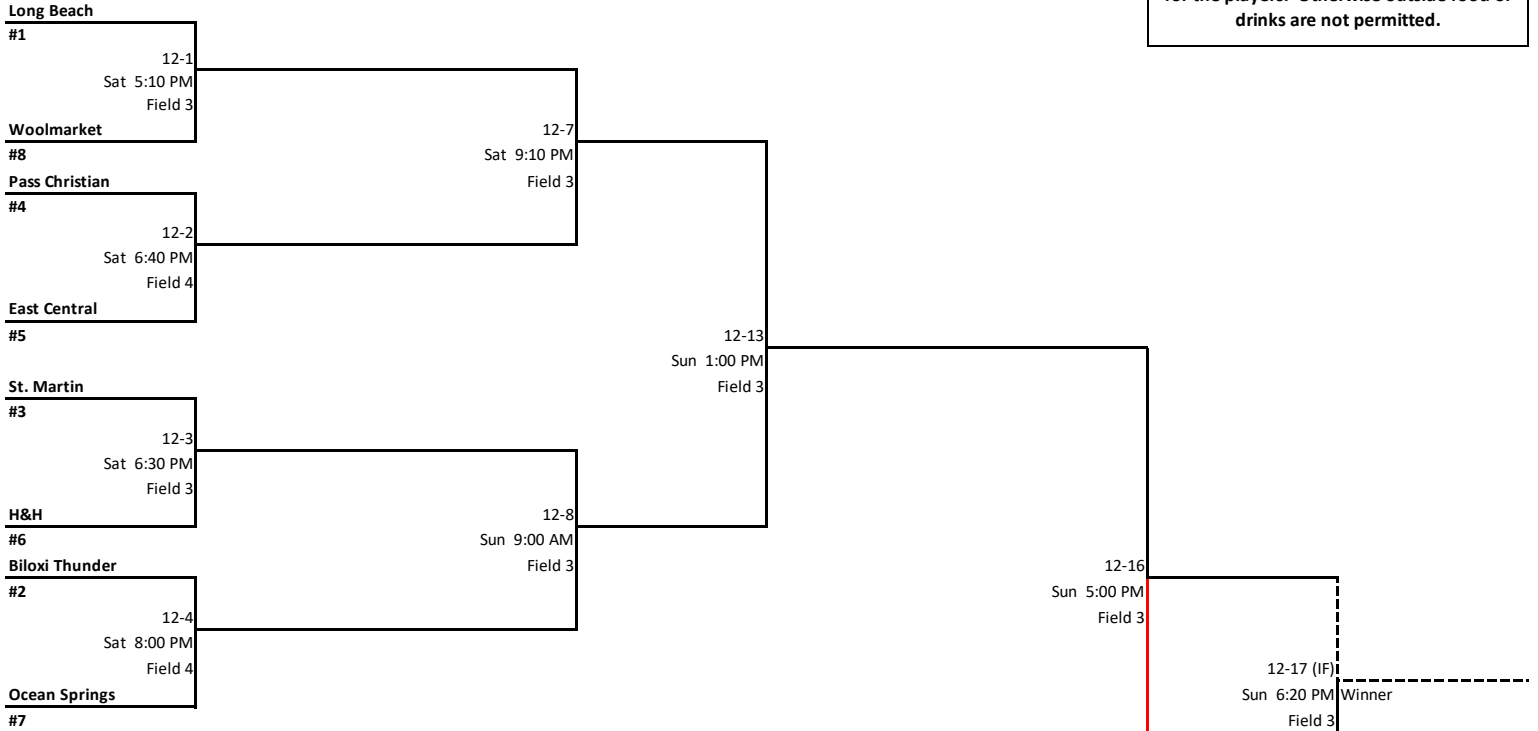 for the players. Otherwise outside food or
drinks are not permitted.
Long Beach
#1
12-1
Sat 5:10 PM
Field 3
Woolmarket
#8
12-7
Sat 9:10 PM
Field 3
Pass Christian
#4
12-2
Sat 6:40 PM
Field 4
East Central
#5
12-13
Sun 1:00 PM
Field 3
St. Martin
#3
12-3
Sat 6:30 PM
Field 3
H&H
#6
12-8
Sun 9:00 AM
Field 3
Biloxi Thunder
#2
12-4
Sat 8:00 PM
Field 4
Ocean Springs
#7
12-16
Sun 5:00 PM
Field 3
12-17 (IF)
Sun 6:20 PM Winner
Field 3